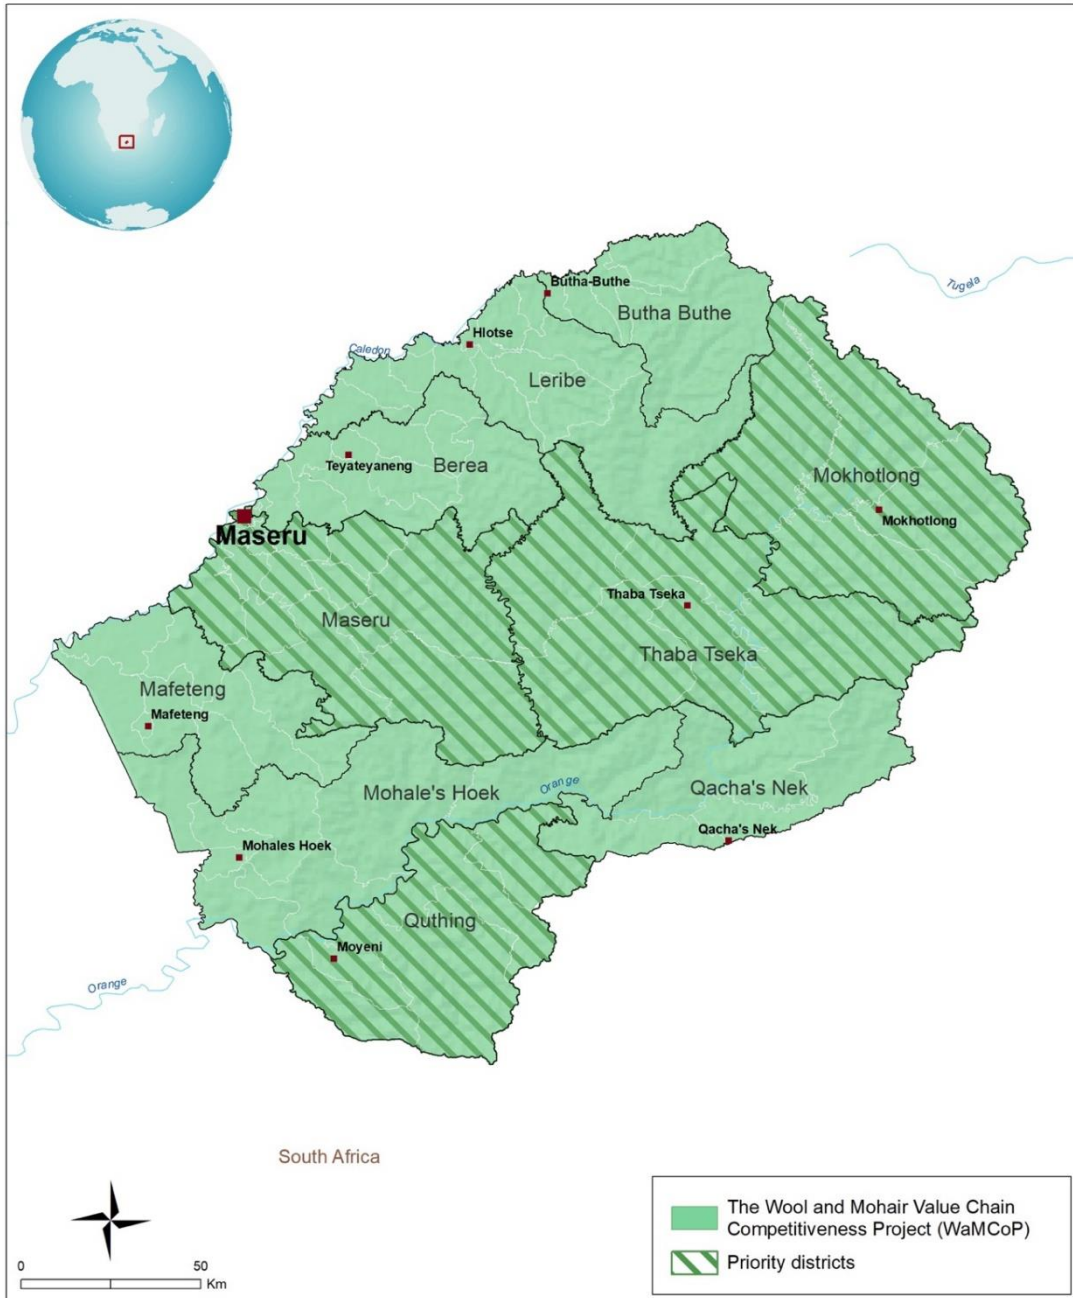 Tugela
Butha-Buthe
Butha Buthe
Hlotse
Caledon
Leribe
Teyateyaneng
Berea
Mokhotlong
Mokhotlong
Maseru
Thaba Tseka
Maseru
Thaba Tseka
Mafeteng
Mafeteng
Mohale's Hoek
Orange
Qacha's Nek
Qacha's Nek
Mohales Hoek
Quthing
Moyeni
Orange
South Africa
0
50
Km
The Wool and Mohair Value Chain
Competitiveness Project (WaMCoP)
Priority districts